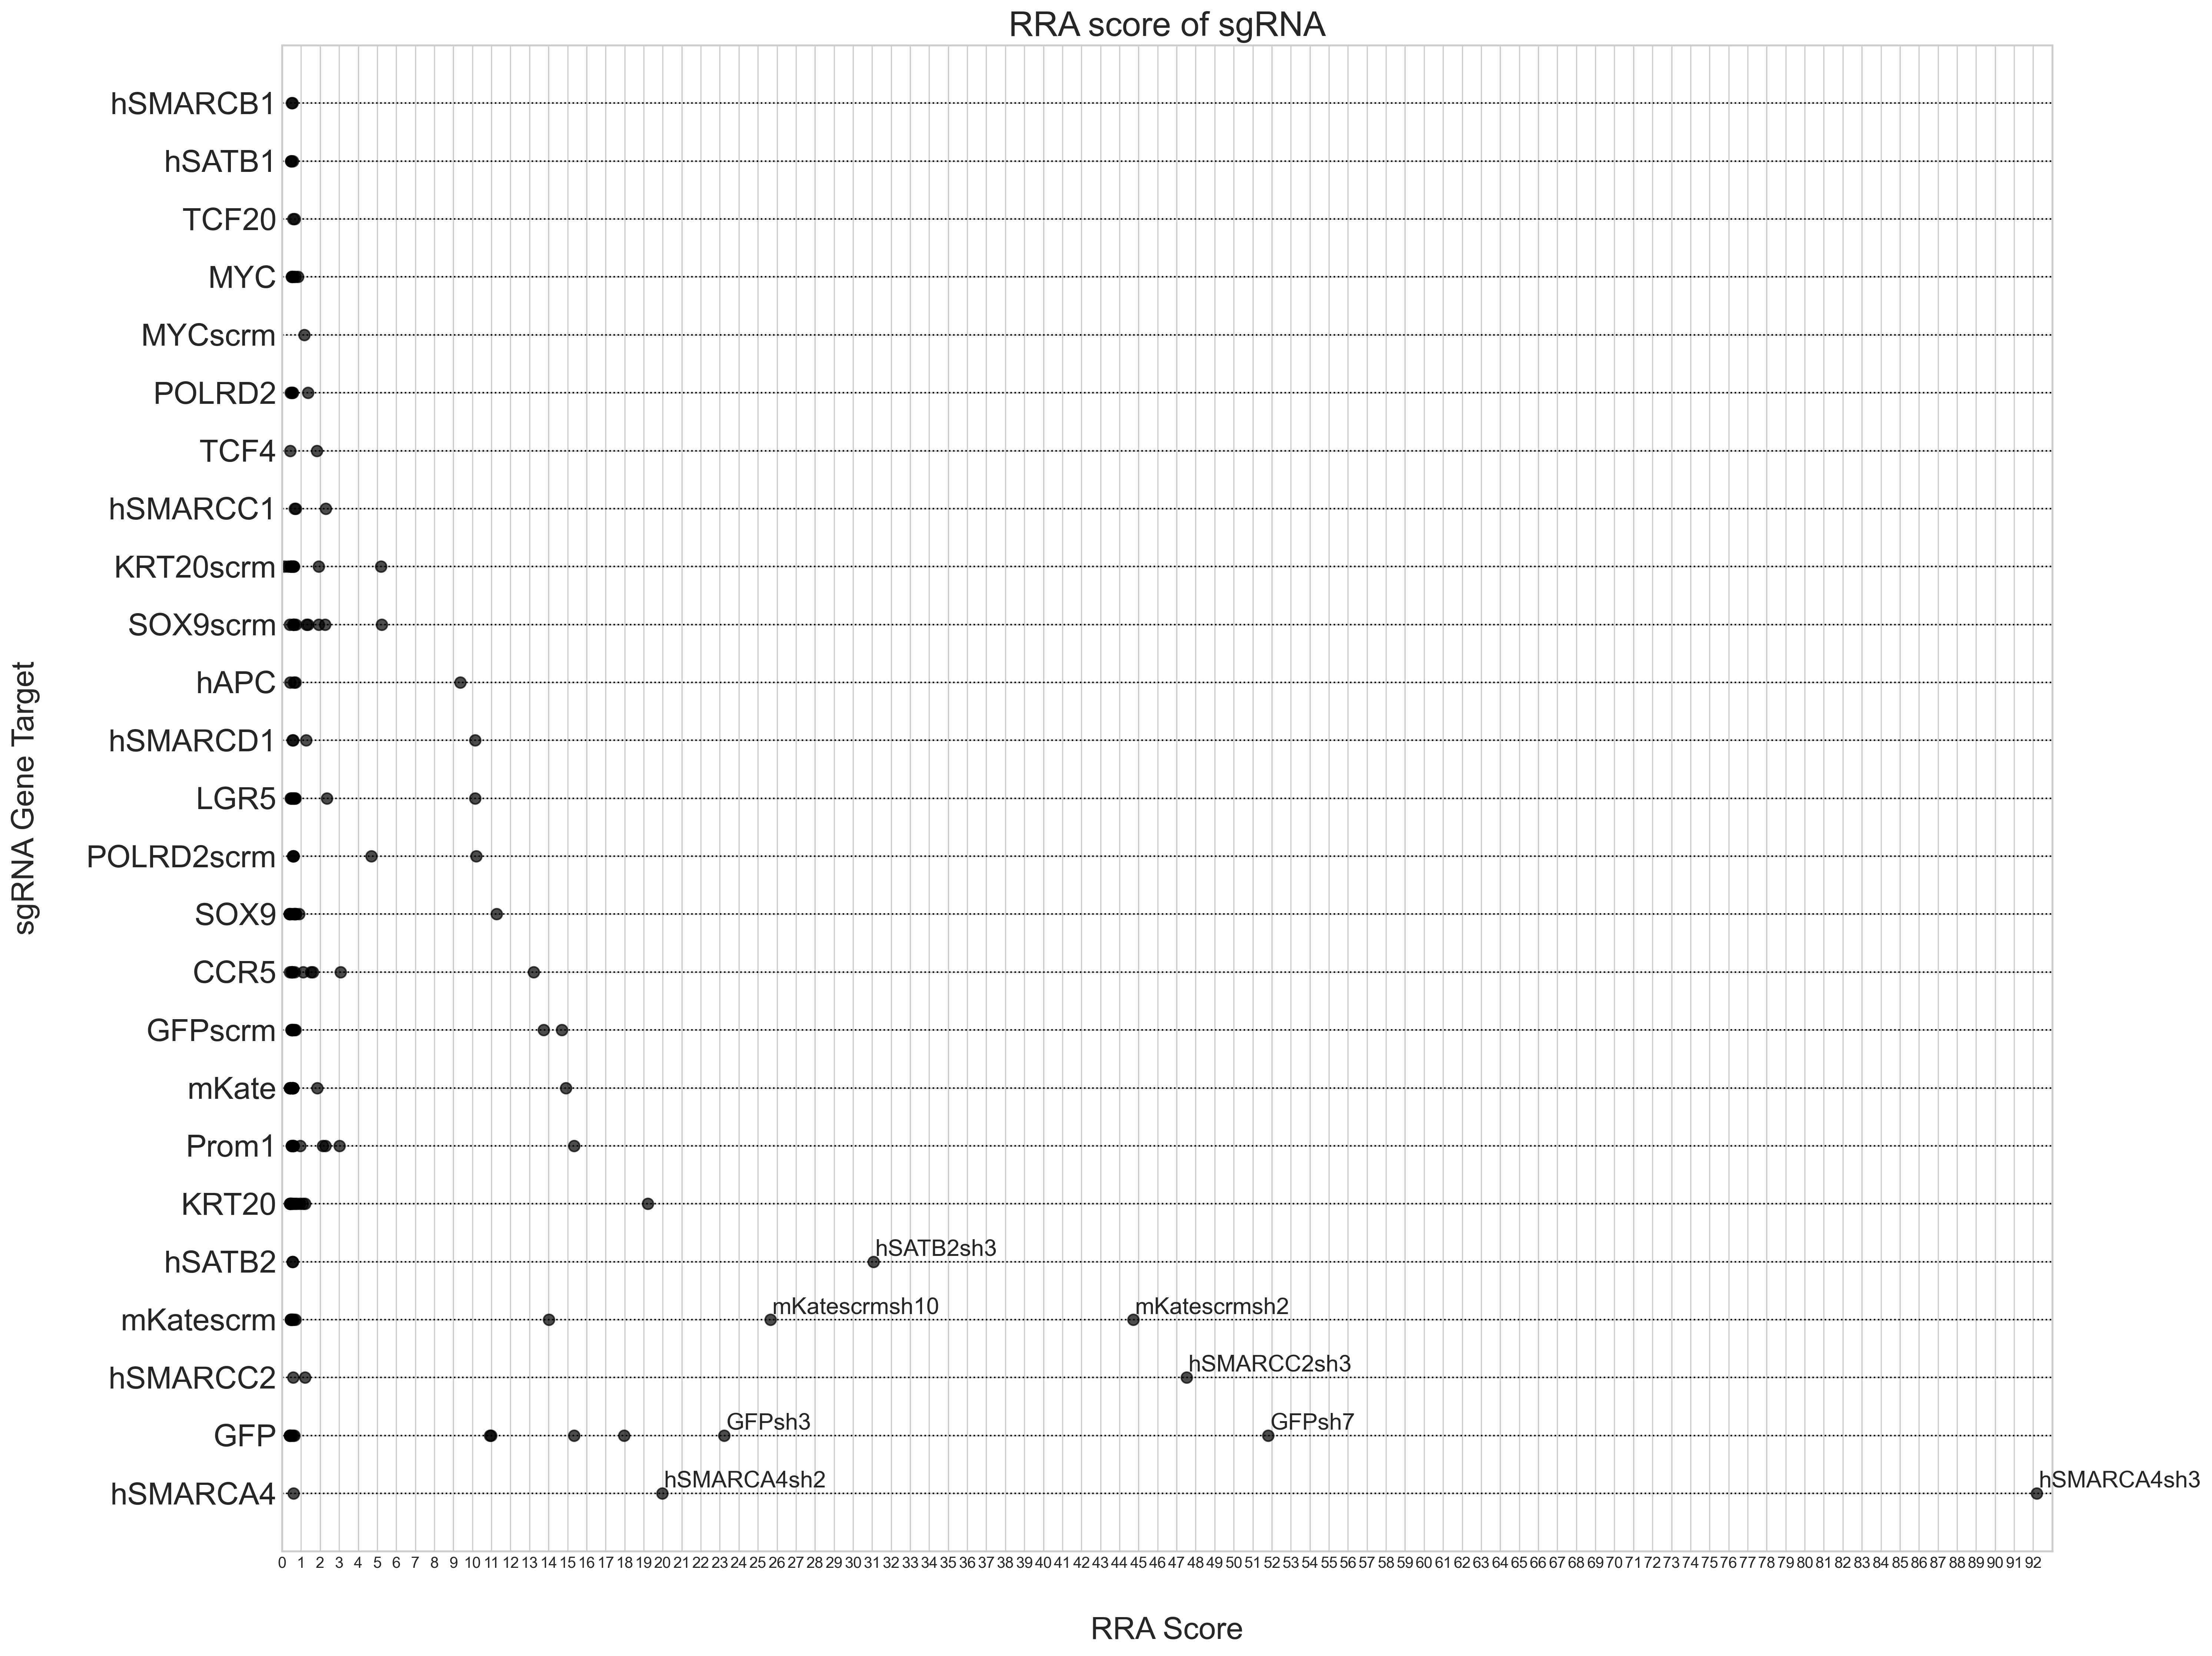 RRA score of sgRNA
hSMARCB1
hSATB1
TCF20
MYC
MYCscrm
POLRD2
TCF4
hSMARCC1
KRT20scrm
SOX9scrm
hAPC
hSMARCD1
LGR5
POLRD2scrm
SOX9
CCR5
GFPscrm
mKate
Prom1
KRT20
hSATB2
hSATB2sh3
mKatescrm
mKatescrmsh10
mKatescrmsh2
hSMARCC2
hSMARCC2sh3
GFP
GFPsh3
GFPsh7
hSMARCA4
hSMARCA4sh2
hSMARCA4sh3
sgRNA Gene Target
0 1 2 3 4 5 6 7 8 9 10 11 12 13 14 15 16 17 18 19 20 21 22 23 24 25 26 27 28 29 30 31 32 33 34 35 36 37 38 39 40 41 42 43 44 45 46 47 48 49 50 51 52 53 54 55 56 57 58 59 60 61 62 63 64 65 66 67 68 69 70 71 72 73 74 75 76 77 78 79 80 81 82 83 84 85 86 87 88 89 90 91 92
RRA Score